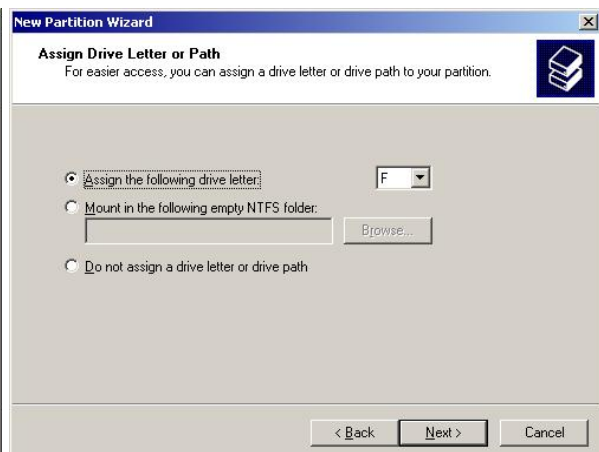 New Partition Wizard
Assign Drive Letter or Path
For easier access, you can assign a drive letter or drive path to your partition.
Assign the following drive letter: F
Mount in the following empty NTFS folder:
Browse...
Do not assign a drive letter or drive path
< Back Next > Cancel